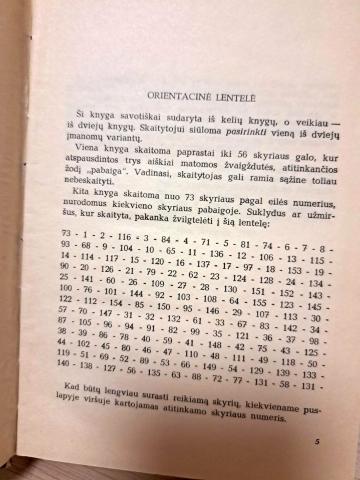 ORIENTACINĖ LENTELĖ
Ši knyga savotiškai sudaryta iš kelių knygų, o veikiau —
iš dviejų knygų. Skaitytojui siūloma pasirinkti vieną iš dviejų
įmanomų variantų.
Viena knyga skaitoma paprastai iki 56 skyriaus galo, kur
atspausdintos trys aiškiai matomos žvaigždutės, atitinkančios
žodį „pabaiga“. Vadinasi, skaitytojas gali ramia sąžine toliau
nebeskaityti.
Kita knyga skaitoma nuo 73 skyriaus pagal eilės numerius,
nurodomus kiekvieno skyriaus pabaigoje. Suklydus ar užmir-
šus, kur skaityta, pakanka žvilgtelėti į šią lentelę:
73 - 1 - 2 - 116 - 3 - 84 - 4 - 71 - 5 - 81 - 74 - 6 - 7 - 8 -
93 - 68 - 9 - 104 - 10 - 65 - 11 - 136 - 12 - 106 - 13 - 115 -
14 - 114 - 117 - 15 - 120 - 16 - 137 - 17 - 97 - 18 - 153 - 19 -
90 - 20 - 126 - 21 - 79 - 22 - 62 - 23 - 124 - 128 - 24 - 134 -
25 - 141 - 60 - 26 - 109 - 27 - 28 - 130 - 151 - 152 - 143 -
100 - 76 - 101 - 144 - 92 - 103 - 108 - 64 - 155 - 123 - 145 -
122 - 112 - 154 - 85 - 150 - 95 - 146 - 29 - 107 - 113 - 30 -
57 - 70 - 147 - 31 - 32 - 132 - 61 - 33 - 67 - 83 - 142 - 34 -
87 - 105 - 96 - 94 - 91 - 82 - 99 - 35 - 121 - 36 - 37 - 98 -
38 - 39 - 86 - 78 - 40 - 59 - 41 - 148 - 42 - 75 - 43 - 125 -
44 - 102 - 45 - 80 - 46 - 47 - 110 - 48 - 111 - 49 - 118 - 50 -
119 - 51 - 69 - 52 - 89 - 53 - 66 - 149 - 54 - 129 - 139 - 133 -
140 - 138 - 127 - 56 - 135 - 63 - 88 - 72 - 77 - 131 - 58 - 131 -
Kad būtų lengviau surasti reikiamą skyrių, kiekviename pus-
lapyje viršuje kartojamas atitinkamo skyriaus numeris.
5